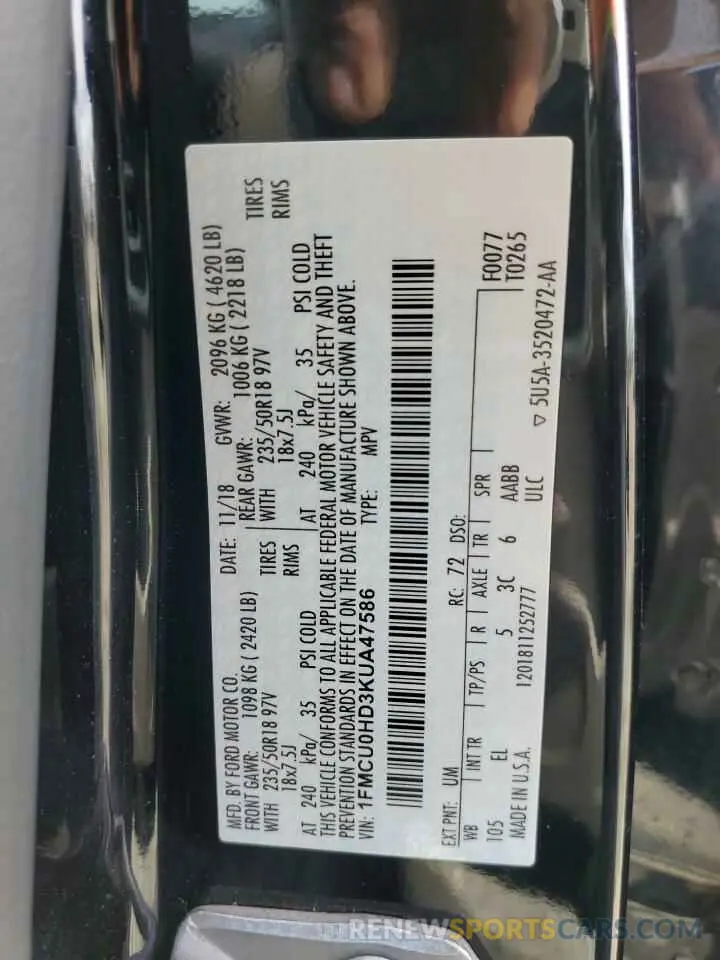 MFD. BY FORD MOTOR CO.
DATE: 11/18 GVWR: 2096 KG ( 4620 LB)
FRONT GAWR: 1098 KG ( 2420 LB) REAR GAWR: 1006 KG ( 2218 LB)
WITH 235/50R18 97V TIRES WITH 235/50R18 97V TIRES
18x7.5J RIMS 18x7.5J RIMS
AT 240 kPa/ 35 PSI COLD AT 240 kPa/ 35 PSI COLD
THIS VEHICLE CONFORMS TO ALL APPLICABLE FEDERAL MOTOR VEHICLE SAFETY AND THEFT
PREVENTION STANDARDS IN EFFECT ON THE DATE OF MANUFACTURE SHOWN ABOVE.
VIN: 1FMCU0HD3KUA47586 TYPE: MPV
EXT PNT: UM RC: 72 DSO:
WB INT TR TP/PS R AXLE TR SPR F0077
105 EL 5 3C 6 AABB T0265
MADE IN U.S.A. 1201811252777 ULC
▽ 5U5A-3520472-AA
RENEWSPORTSCARS.COM